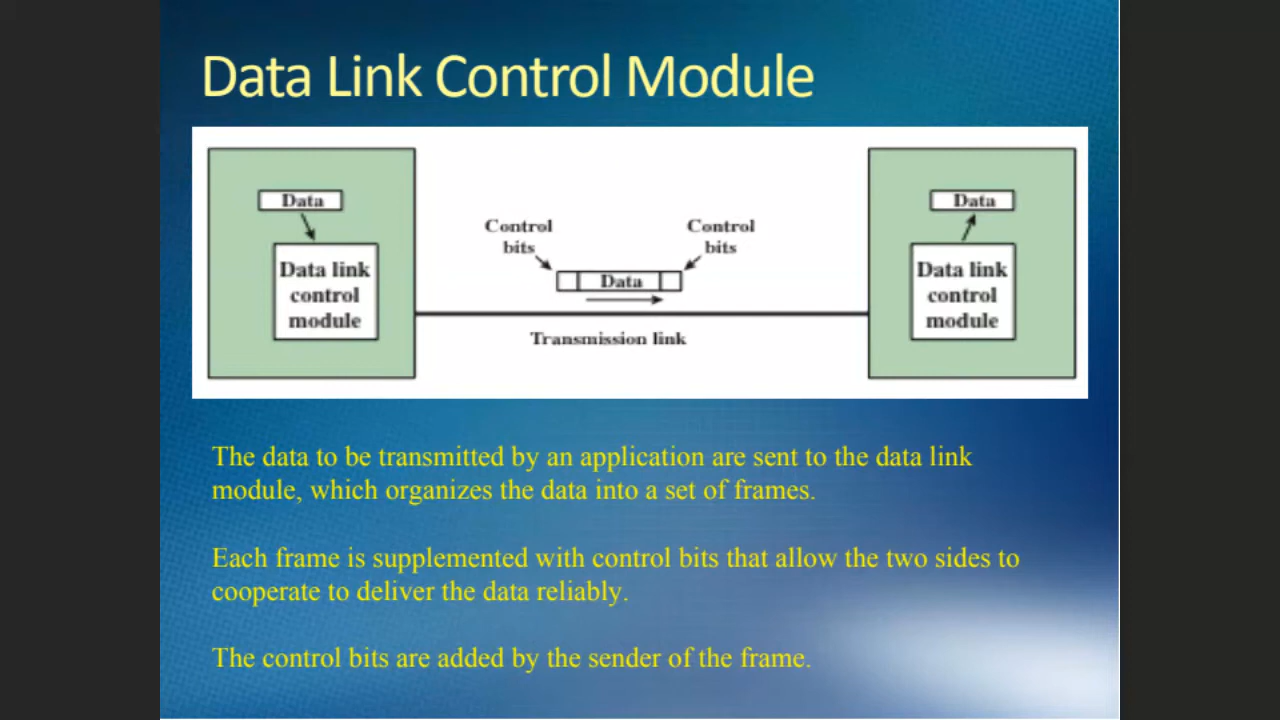 Data Link Control Module
Data
Data link
control
module
Control
bits
Data
Control
bits
Transmission link
Data
Data link
control
module
The data to be transmitted by an application are sent to the data link
module, which organizes the data into a set of frames.
Each frame is supplemented with control bits that allow the two sides to
cooperate to deliver the data reliably.
The control bits are added by the sender of the frame.